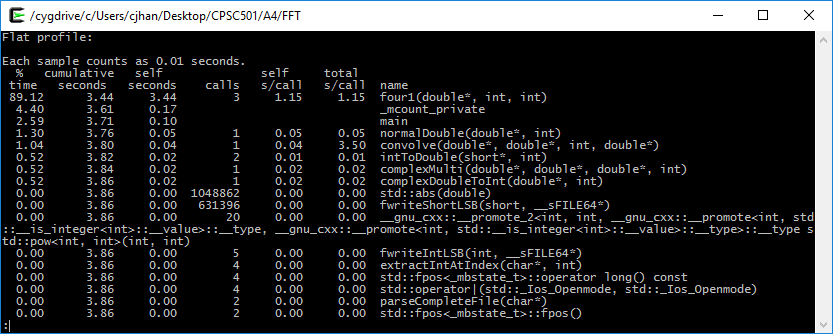 /cygdrive/c/Users/cjhan/Desktop/CPSC501/A4/FFT
Flat profile:
Each sample counts as 0.01 seconds.
% cumulative self self total
time seconds seconds calls s/call s/call name
89.12 3.44 3.44 3 1.15 1.15 four1(double*, int, int)
4.40 3.61 0.17 _mcount_private
2.59 3.71 0.10 main
1.30 3.76 0.05 1 0.05 0.05 normalDouble(double*, int)
1.04 3.80 0.04 1 0.04 3.50 convolve(double*, double*, int, double*)
0.52 3.82 0.02 2 0.01 0.01 intToDouble(short*, int)
0.52 3.84 0.02 1 0.02 0.02 complexMulti(double*, double*, double*, int)
0.52 3.86 0.02 1 0.02 0.02 complexDoubleToInt(double*, int)
0.00 3.86 0.00 1048862 0.00 0.00 std::abs(double)
0.00 3.86 0.00 631396 0.00 0.00 fwriteShortLSB(short, __sFILE64*)
0.00 3.86 0.00 20 0.00 0.00 __gnu_cxx::__promote_2<int, int, __gnu_cxx::__promote<int, std
::__is_integer<int>::__value>::__type, __gnu_cxx::__promote<int, std::__is_integer<int>::__value>::__type>::__type s
td::pow<int, int>(int, int)
0.00 3.86 0.00 5 0.00 0.00 fwriteIntLSB(int, __sFILE64*)
0.00 3.86 0.00 4 0.00 0.00 extractIntAtIndex(char*, int)
0.00 3.86 0.00 4 0.00 0.00 std::fpos<_mbstate_t>::operator long() const
0.00 3.86 0.00 4 0.00 0.00 std::operator|(std::_Ios_Openmode, std::_Ios_Openmode)
0.00 3.86 0.00 2 0.00 0.00 parseCompleteFile(char*)
0.00 3.86 0.00 2 0.00 0.00 std::fpos<_mbstate_t>::fpos()
: